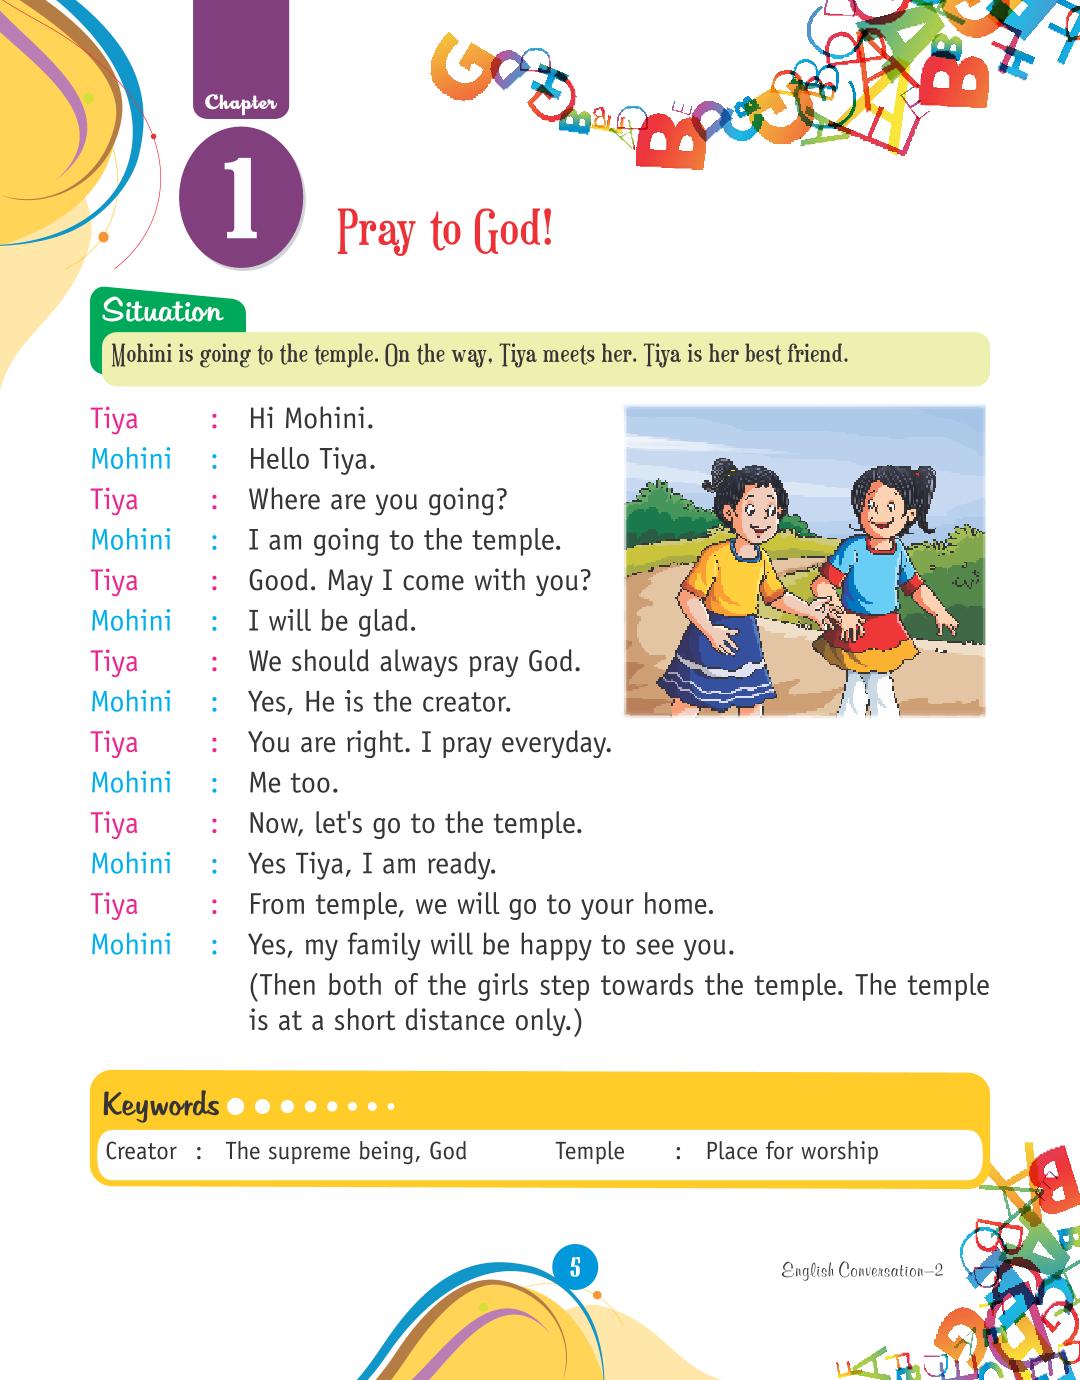 Chapter
1
Pray to God!
Situation
Mohini is going to the temple. On the way, Tiya meets her. Tiya is her best friend.
Tiya : Hi Mohini.
Mohini : Hello Tiya.
Tiya : Where are you going?
Mohini : I am going to the temple.
Tiya : Good. May I come with you?
Mohini : I will be glad.
Tiya : We should always pray God.
Mohini : Yes, He is the creator.
Tiya : You are right. I pray everyday.
Mohini : Me too.
Tiya : Now, let's go to the temple.
Mohini : Yes Tiya, I am ready.
Tiya : From temple, we will go to your home.
Mohini : Yes, my family will be happy to see you.
(Then both of the girls step towards the temple. The temple
is at a short distance only.)
Keywords
Creator : The supreme being, God Temple : Place for worship
5
English Conversation–2